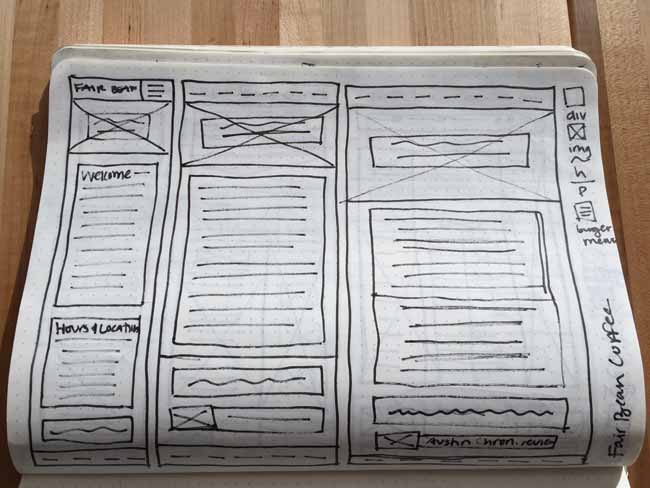 FAIR BEAN
Welcome
HOURS & LOCATION
Austin Chron. review
div
img
h
p
burger
menu
Fair Bean Coffee